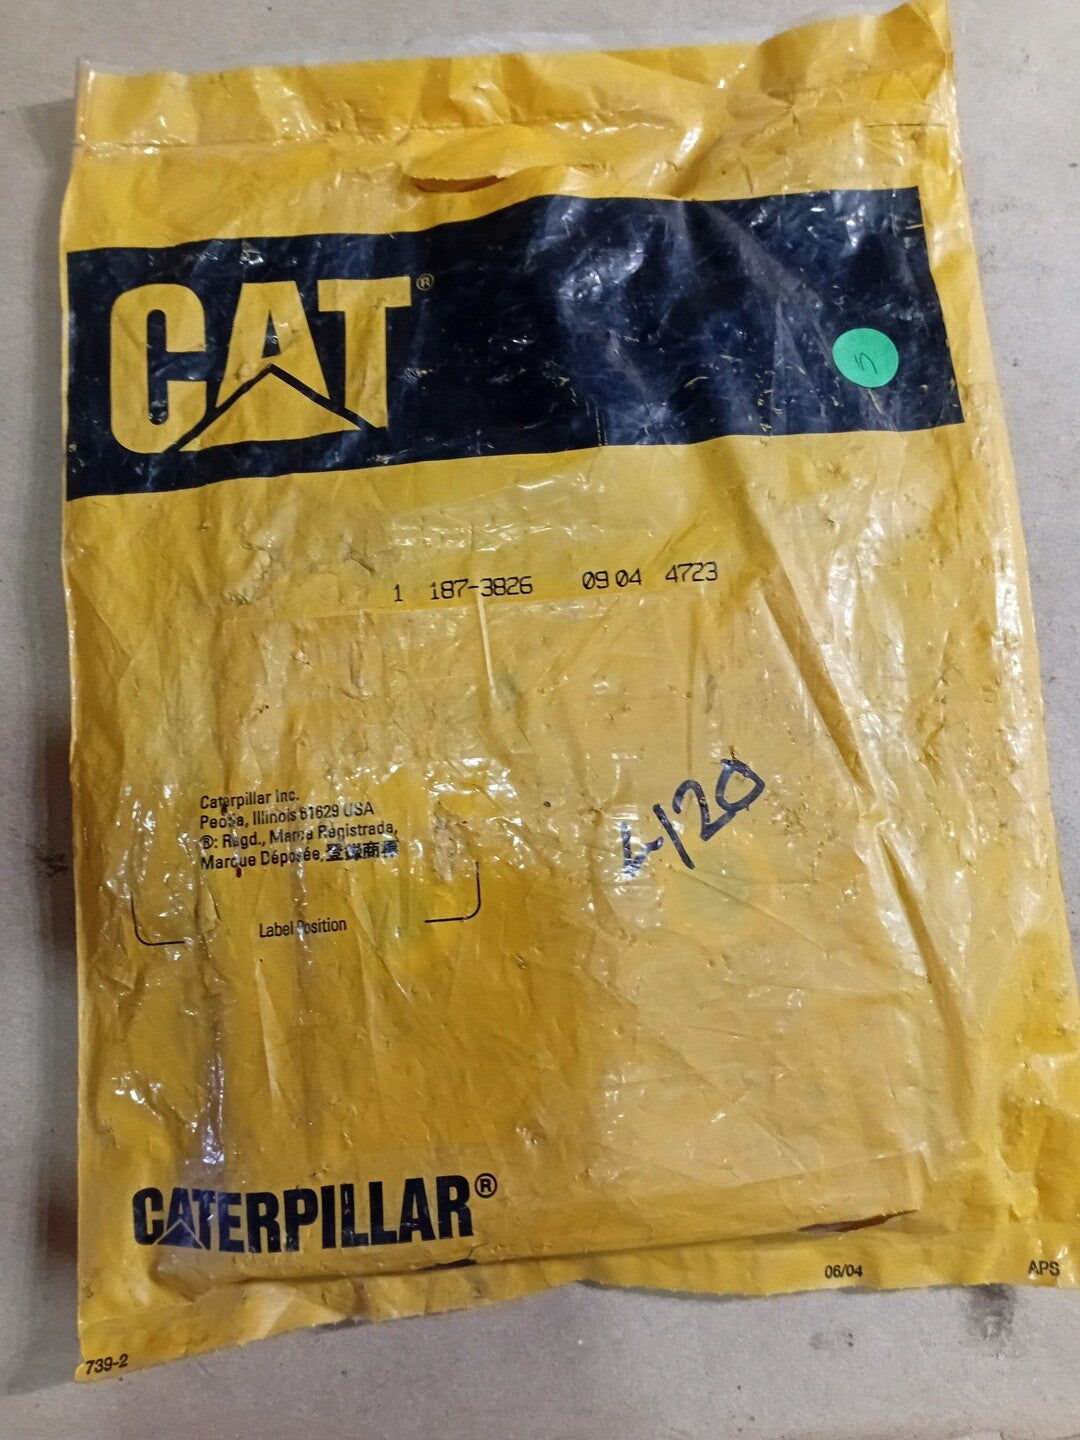 CAT®
1 187-3826 09 04 4723
Caterpillar Inc.
Peoria, Illinois 61629 USA
®: Regd., Marca Registrada,
Marque Déposée, 登録商標
Label Position
CATERPILLAR®
06/04
APS
739-2